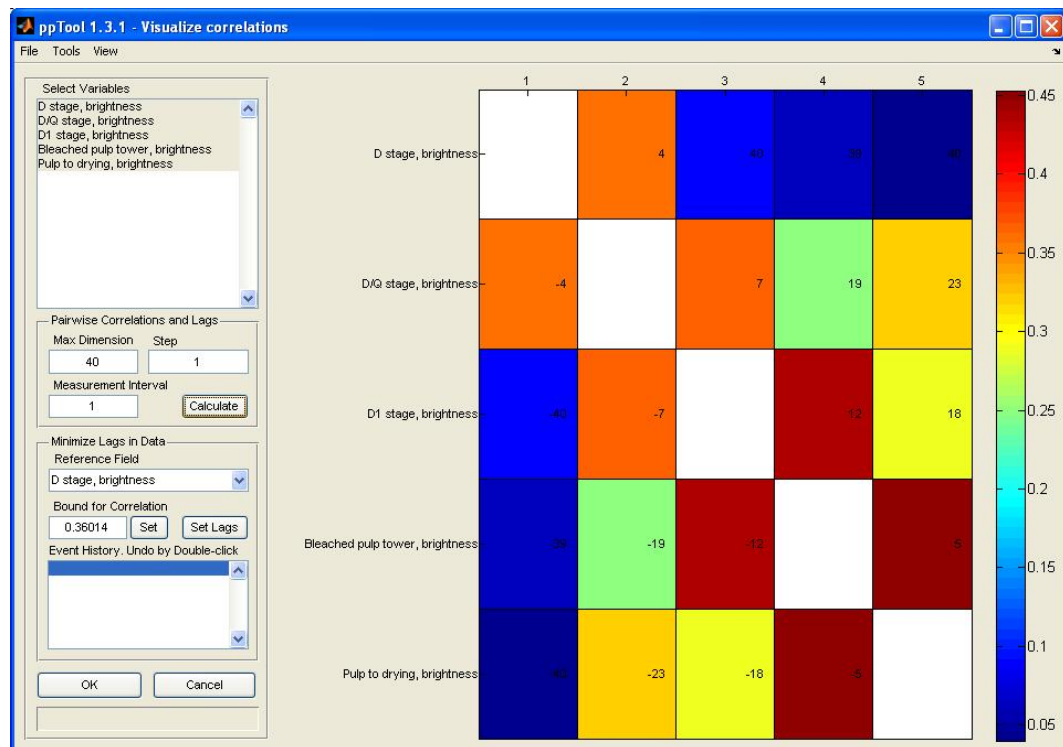 ppTool 1.3.1 - Visualize correlations
File Tools View
Select Variables
D stage, brightness
D/Q stage, brightness
D1 stage, brightness
Bleached pulp tower, brightness
Pulp to drying, brightness
Pairwise Correlations and Lags
Max Dimension Step
40 1
Measurement Interval
1 Calculate
Minimize Lags in Data
Reference Field
D stage, brightness
Bound for Correlation
0.36014 Set Set Lags
Event History. Undo by Double-click
OK Cancel
1 2 3 4 5
D stage, brightness 4 40 39 40
D/Q stage, brightness -4 7 19 23
D1 stage, brightness -40 -7 12 18
Bleached pulp tower, brightness -39 -19 -12 5
Pulp to drying, brightness -40 -23 -18 -5
0.45
0.4
0.35
0.3
0.25
0.2
0.15
0.1
0.05